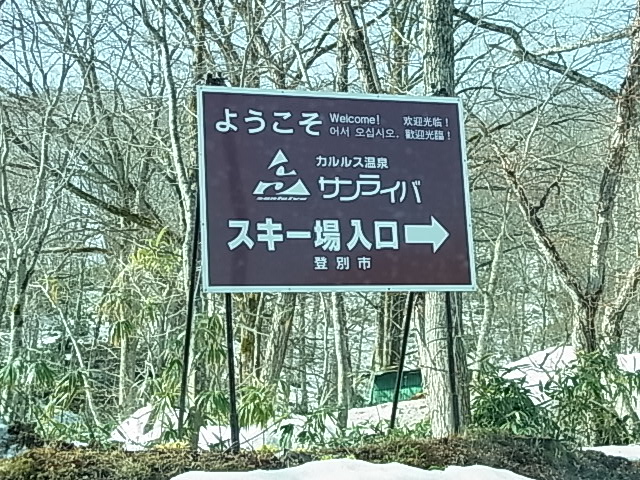 ようこそ Welcome! 欢迎光临!
어서 오십시오. 歡迎光臨!
カルルス温泉
サンライバ
スキー場入口
登別市